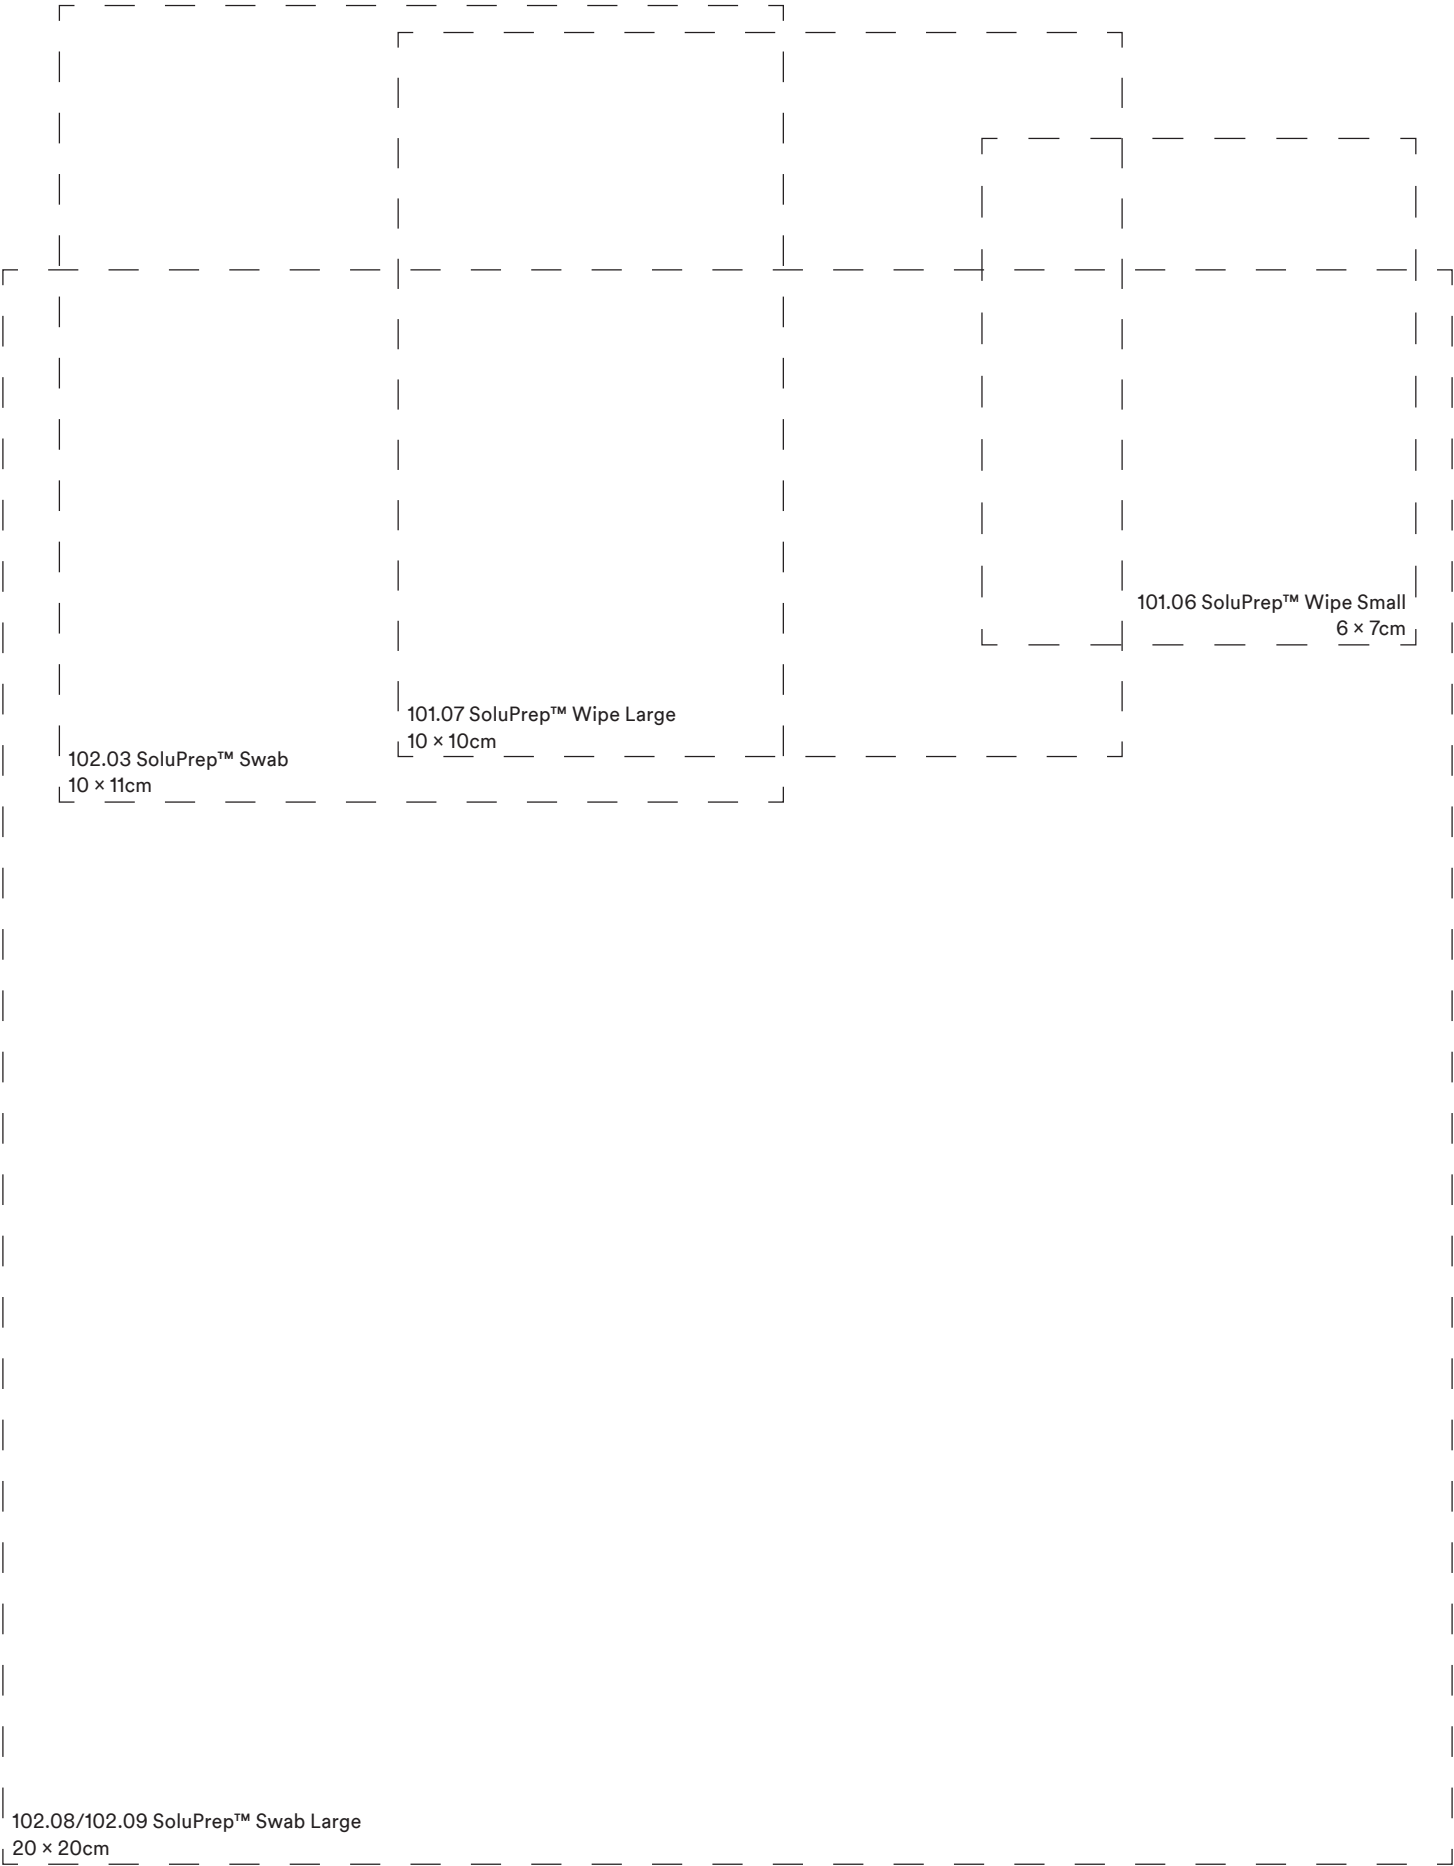 101.06 SoluPrep™ Wipe Small
6 × 7cm
101.07 SoluPrep™ Wipe Large
10 × 10cm
102.03 SoluPrep™ Swab
10 × 11cm
102.08/102.09 SoluPrep™ Swab Large
20 × 20cm